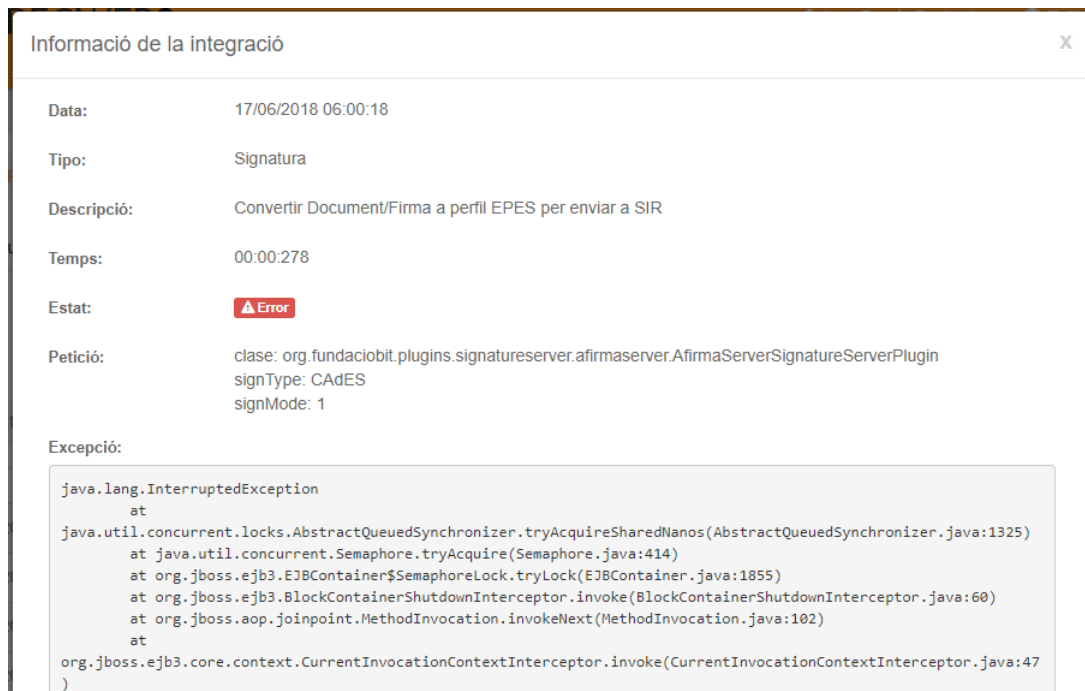 Informació de la integració
X
Data: 17/06/2018 06:00:18
Tipo: Signatura
Descripció: Convertir Document/Firma a perfil EPES per enviar a SIR
Temps: 00:00:278
Estat: Error
Petició: clase: org.fundaciobit.plugins.signatureserver.afirmaserver.AfirmaServerSignatureServerPlugin
signType: CAdES
signMode: 1
Excepció:
java.lang.InterruptedException
at
java.util.concurrent.locks.AbstractQueuedSynchronizer.tryAcquireSharedNanos(AbstractQueuedSynchronizer.java:1325)
at java.util.concurrent.Semaphore.tryAcquire(Semaphore.java:414)
at org.jboss.ejb3.EJBContainer$SemaphoreLock.tryLock(EJBContainer.java:1855)
at org.jboss.ejb3.BlockContainerShutdownInterceptor.invoke(BlockContainerShutdownInterceptor.java:60)
at org.jboss.aop.joinpoint.MethodInvocation.invokeNext(MethodInvocation.java:102)
at
org.jboss.ejb3.core.context.CurrentInvocationContextInterceptor.invoke(CurrentInvocationContextInterceptor.java:47
)